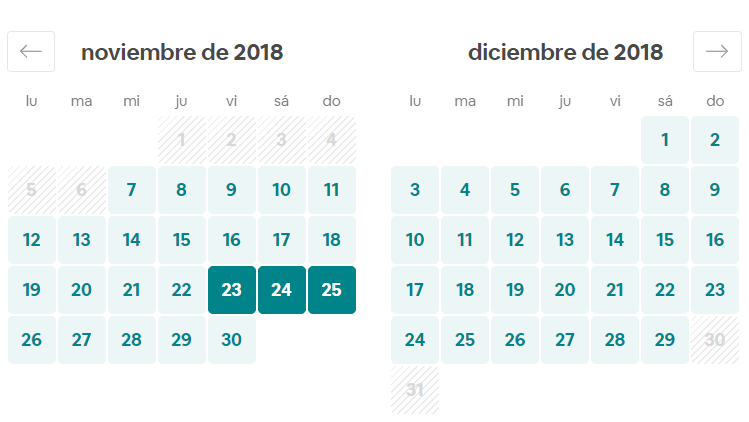 noviembre de 2018
lu ma mi ju vi sá do
1 2 3 4
5 6 7 8 9 10 11
12 13 14 15 16 17 18
19 20 21 22 23 24 25
26 27 28 29 30
diciembre de 2018
lu ma mi ju vi sá do
1 2
3 4 5 6 7 8 9
10 11 12 13 14 15 16
17 18 19 20 21 22 23
24 25 26 27 28 29 30
31